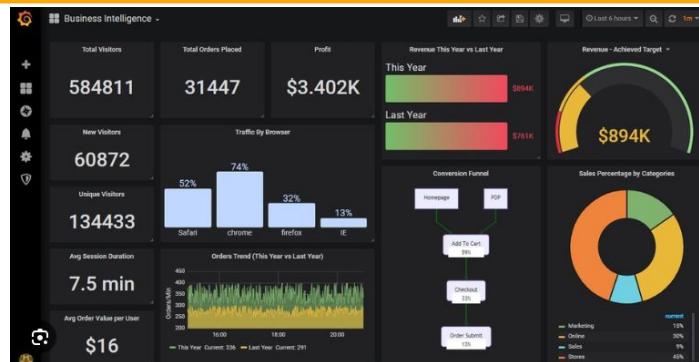 Business Intelligence
Last 6 hours
1m
Total Visitors
584811
Total Orders Placed
31447
Profit
$3.402K
Revenue This Year vs Last Year
This Year
$894K
Last Year
$761K
Revenue - Achieved Target
$894K
New Visitors
60872
Unique Visitors
134433
Avg Session Duration
7.5 min
Avg Order Value per User
$16
Traffic By Browser
52%
74%
32%
13%
Safari
chrome
firefox
IE
Orders Trend (This Year vs Last Year)
Orders/Min
450
400
350
300
250
200
16:00
18:00
20:00
This Year Current: 336
Last Year Current: 291
Conversion Funnel
Homepage
PDP
Add To Cart
59%
Checkout
33%
Order Submit
13%
Sales Percentage by Categories
current
Marketing
15%
Online
30%
Sales
9%
Stores
45%